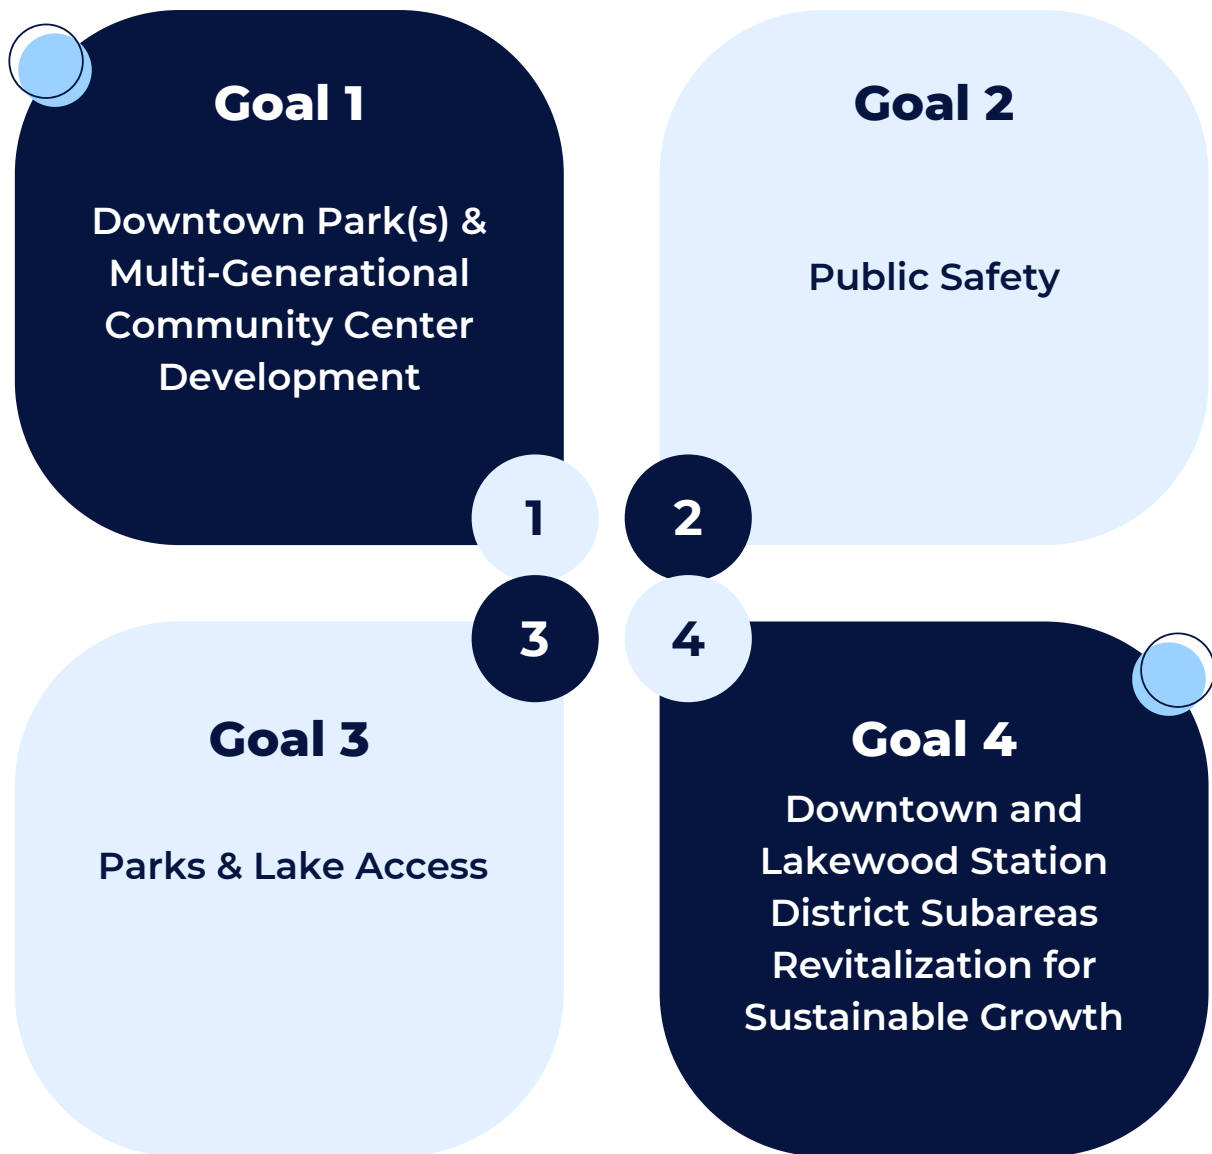 Goal 1
Downtown Park(s) &
Multi-Generational
Community Center
Development
1
Goal 2
Public Safety
2
3
Goal 3
Parks & Lake Access
4
Goal 4
Downtown and
Lakewood Station
District Subareas
Revitalization for
Sustainable Growth